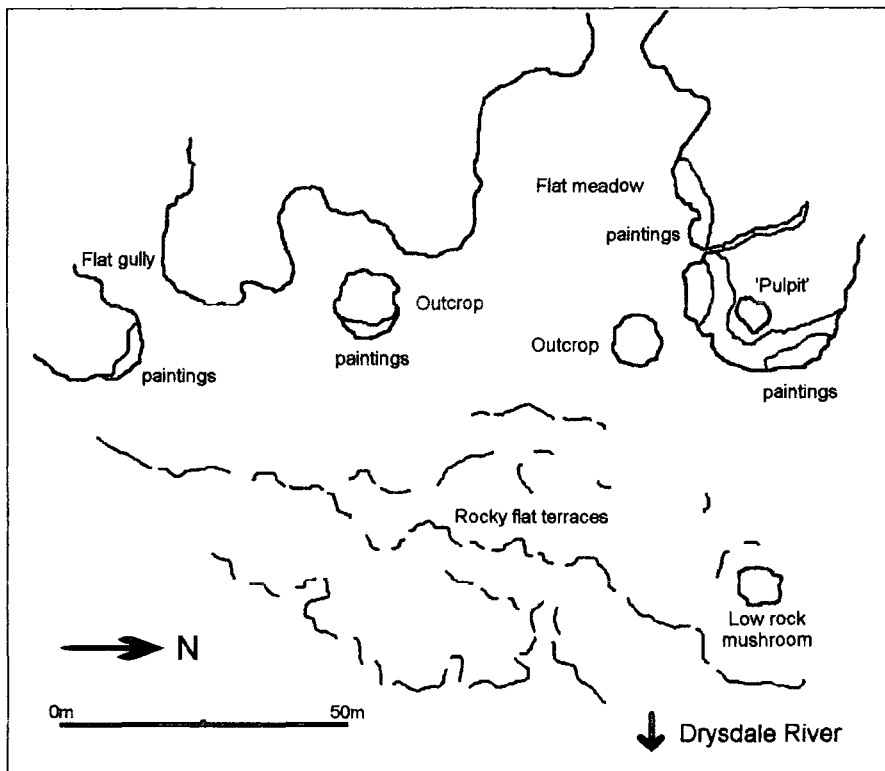 Flat meadow
paintings
Flat gully
'Pulpit'
Outcrop
Outcrop
paintings
paintings
paintings
Rocky flat terraces
Low rock
mushroom
N
0m
50m
Drysdale River